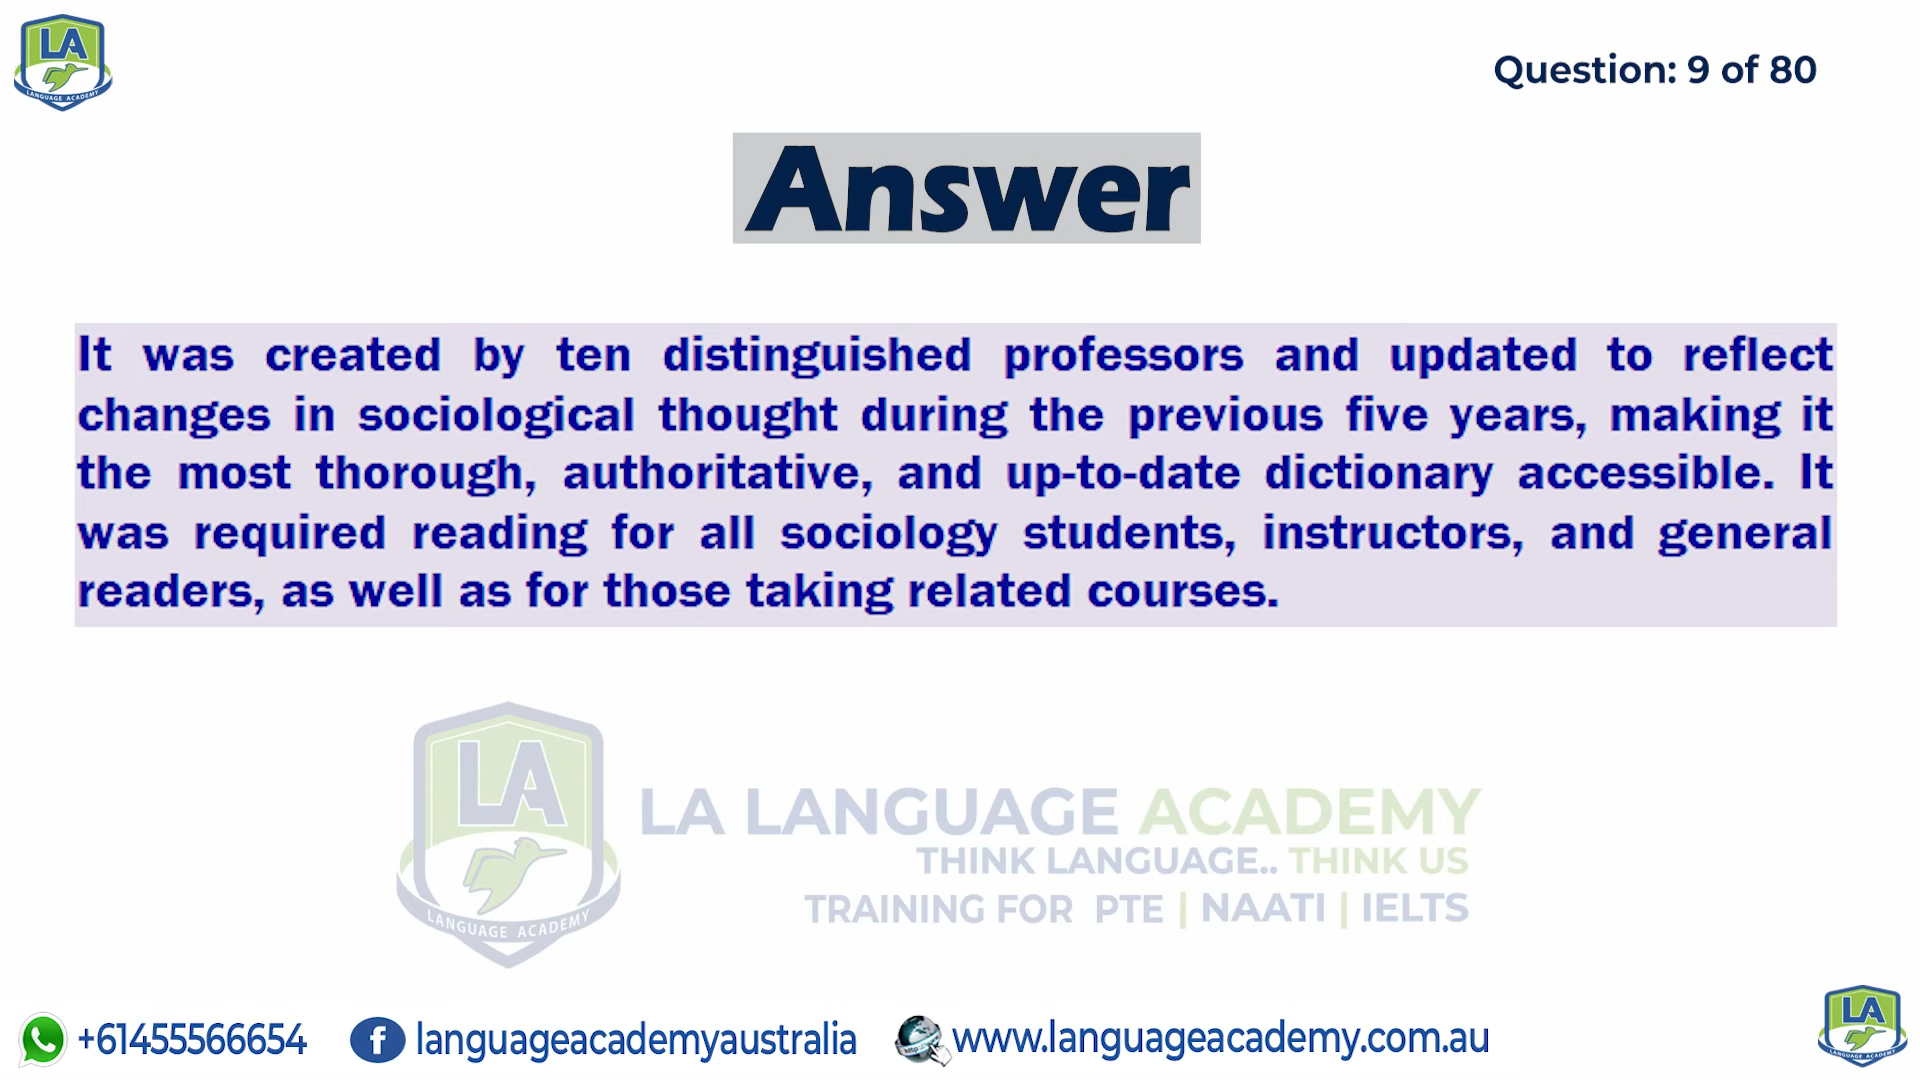 LA
LANGUAGE ACADEMY
Question: 9 of 80
Answer
It was created by ten distinguished professors and updated to reflect
changes in sociological thought during the previous five years, making it
the most thorough, authoritative, and up-to-date dictionary accessible. It
was required reading for all sociology students, instructors, and general
readers, as well as for those taking related courses.
LA
LANGUAGE ACADEMY
LA LANGUAGE ACADEMY
THINK LANGUAGE.. THINK US
TRAINING FOR PTE | NAATI | IELTS
+61455566654
languageacademyaustralia
www.languageacademy.com.au
LA
LANGUAGE ACADEMY